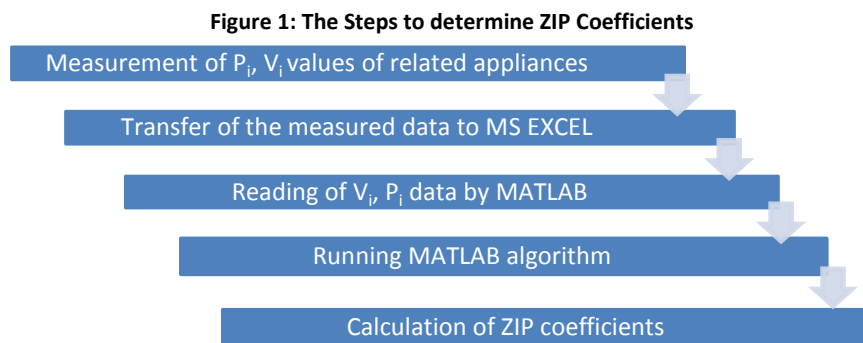 Figure 1: The Steps to determine ZIP Coefficients
Measurement of Pi, Vi values of related appliances
Transfer of the measured data to MS EXCEL
Reading of Vi, Pi data by MATLAB
Running MATLAB algorithm
Calculation of ZIP coefficients